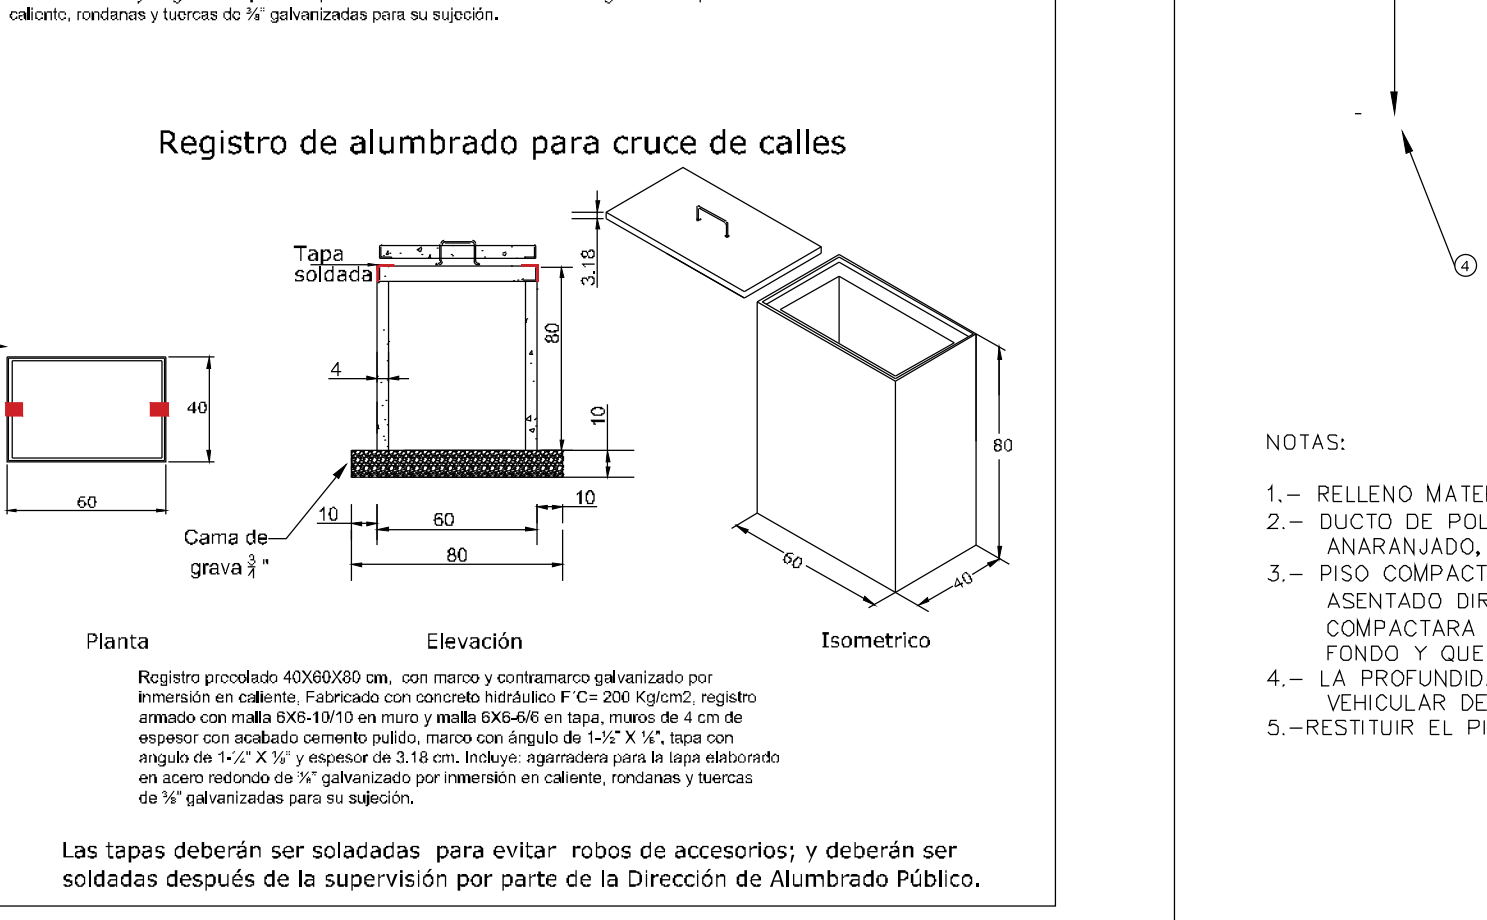 caliente, rondanas y tuercas de ⅜" galvanizadas para su sujeción.
Registro de alumbrado para cruce de calles
Tapa
soldada
3.18
80
4
10
40
60
10
60
10
80
Cama de
grava ¾ "
80
60
40
4
Planta
Elevación
Isometrico
Registro precolado 40X60X80 cm, con marco y contramarco galvanizado por
inmersión en caliente, Fabricado con concreto hidráulico F´C= 200 Kg/cm2, registro
armado con malla 6X6-10/10 en muro y malla 6X6-6/6 en tapa, muros de 4 cm de
espesor con acabado cemento pulido, marco con ángulo de 1-½" X ⅛", tapa con
angulo de 1-¼" X ⅛" y espesor de 3.18 cm. Incluye: agarradera para la tapa elaborado
en acero redondo de ⅜" galvanizado por inmersión en caliente, rondanas y tuercas
de ⅜" galvanizadas para su sujeción.
Las tapas deberán ser soladadas para evitar robos de accesorios; y deberán ser
soldadas después de la supervisión por parte de la Dirección de Alumbrado Público.
NOTAS:
1.- RELLENO MATE
2.- DUCTO DE POL
ANARANJADO,
3.- PISO COMPACT
ASENTADO DIR
COMPACTARA
FONDO Y QUE
4.- LA PROFUNDID
VEHICULAR DE
5.-RESTITUIR EL PI